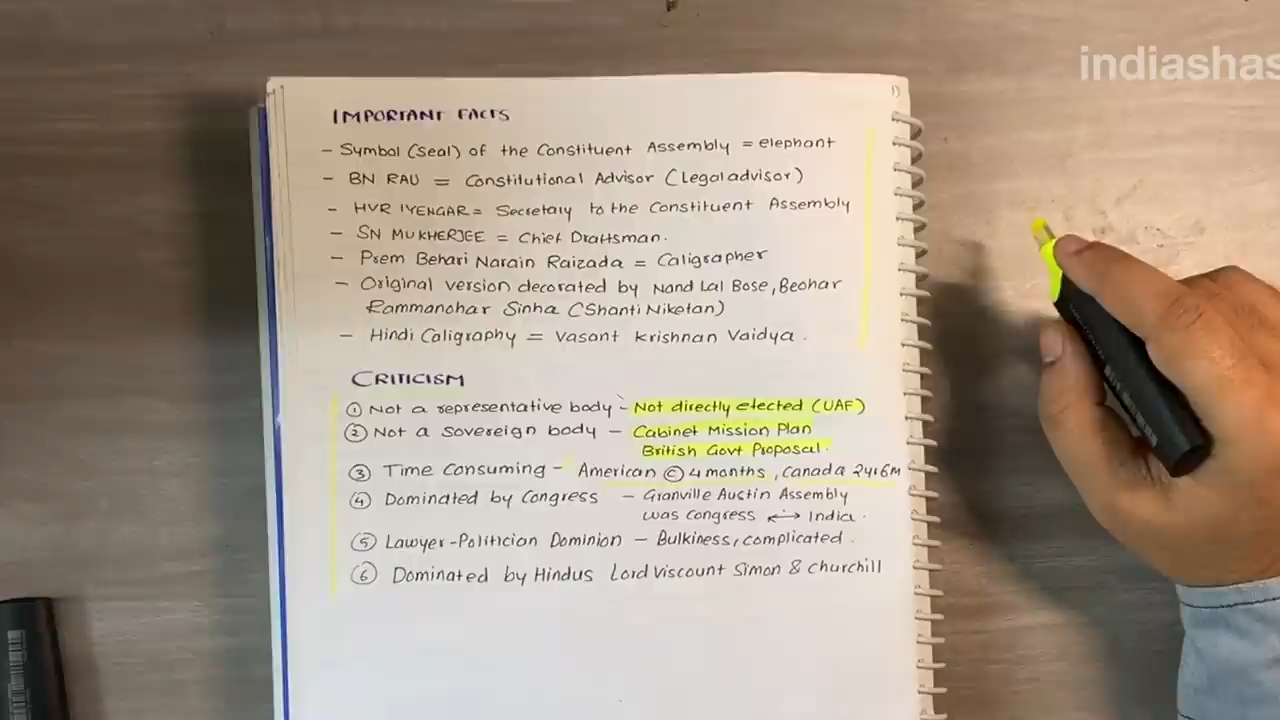 indiashas
IMPORTANT FACTS
- Symbol (seal) of the Constituent Assembly = elephant
- BN RAU = Constitutional Advisor (Legal advisor)
- HVR IYENGAR = Secretary to the Constituent Assembly
- SN MUKHERJEE = Chief Draftsman.
- Prem Behari Narain Raizada = Caligrapher
- Original version decorated by Nand Lal Bose, Beohar
Rammanohar Sinha (Shanti Niketan)
- Hindi Caligraphy = Vasant Krishnan Vaidya.
CRITICISM
① Not a representative body - Not directly elected (UAF)
② Not a Sovereign body - Cabinet Mission Plan
British Govt Proposal.
③ Time Consuming - American © 4 months, Canada 2yr6M
④ Dominated by Congress - Granville Austin Assembly
was Congress ↔ India.
⑤ Lawyer-Politician Dominion - Bulkiness, complicated.
⑥ Dominated by Hindus Lord Viscount Simon & Churchill